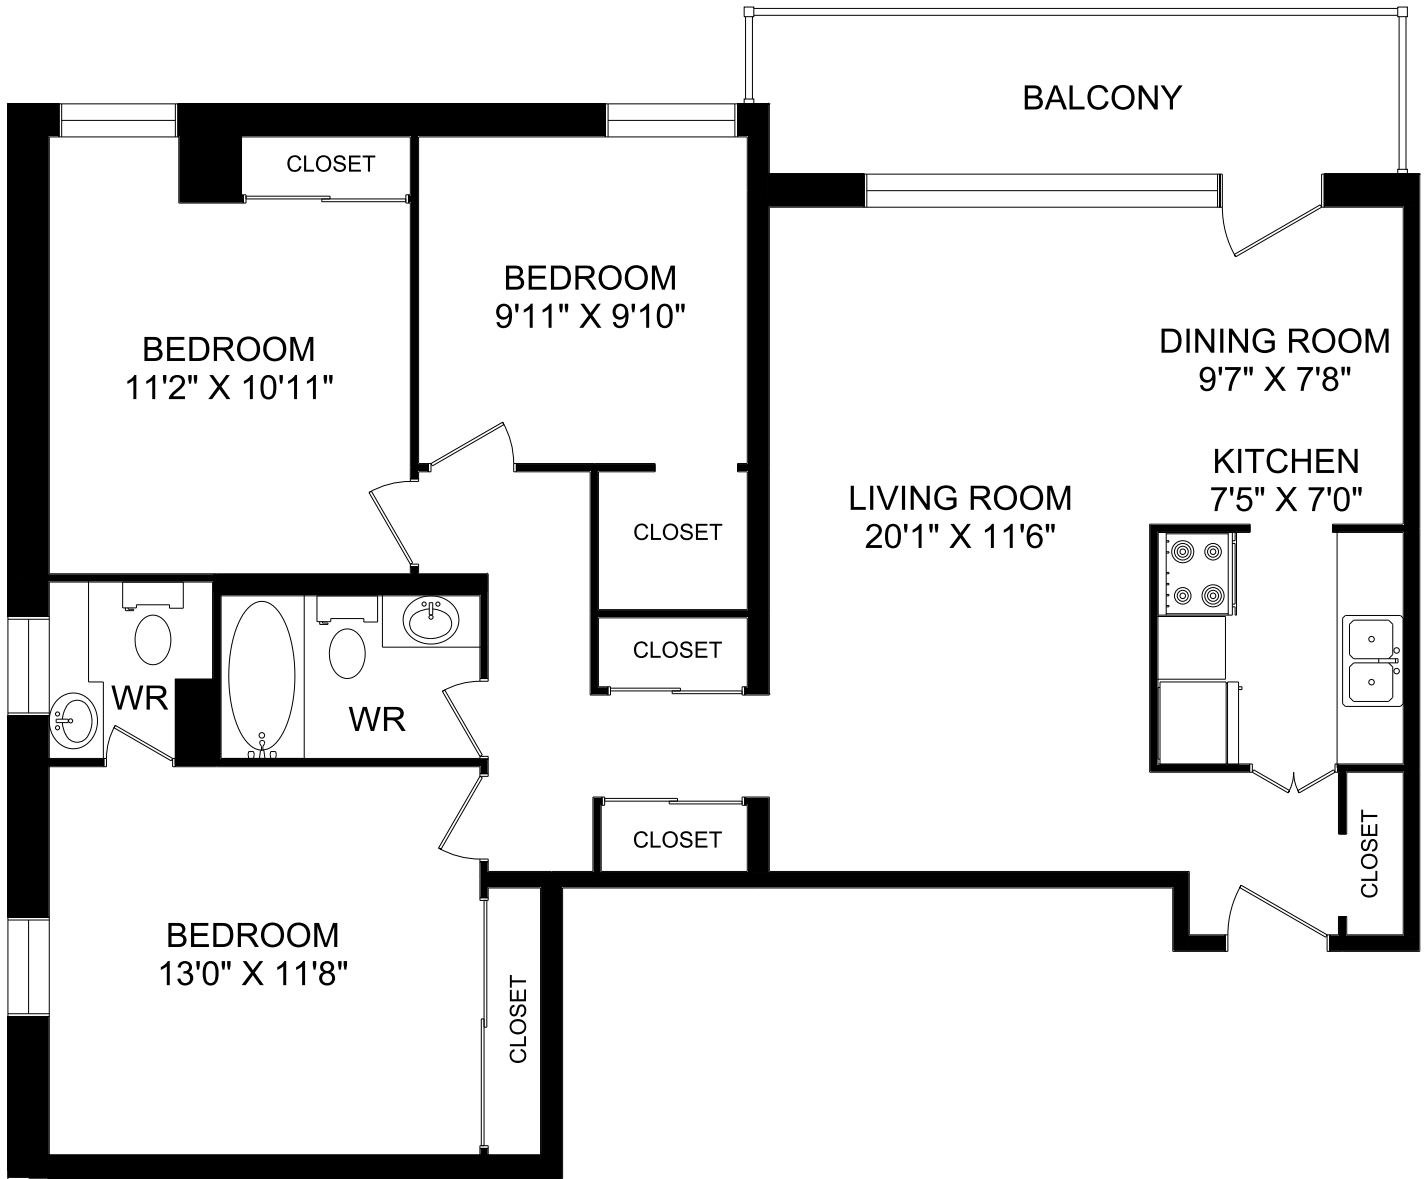 BALCONY
CLOSET
BEDROOM
9'11" X 9'10"
BEDROOM
11'2" X 10'11"
DINING ROOM
9'7" X 7'8"
KITCHEN
7'5" X 7'0"
LIVING ROOM
20'1" X 11'6"
CLOSET
CLOSET
WR
WR
CLOSET
CLOSET
BEDROOM
13'0" X 11'8"
CLOSET